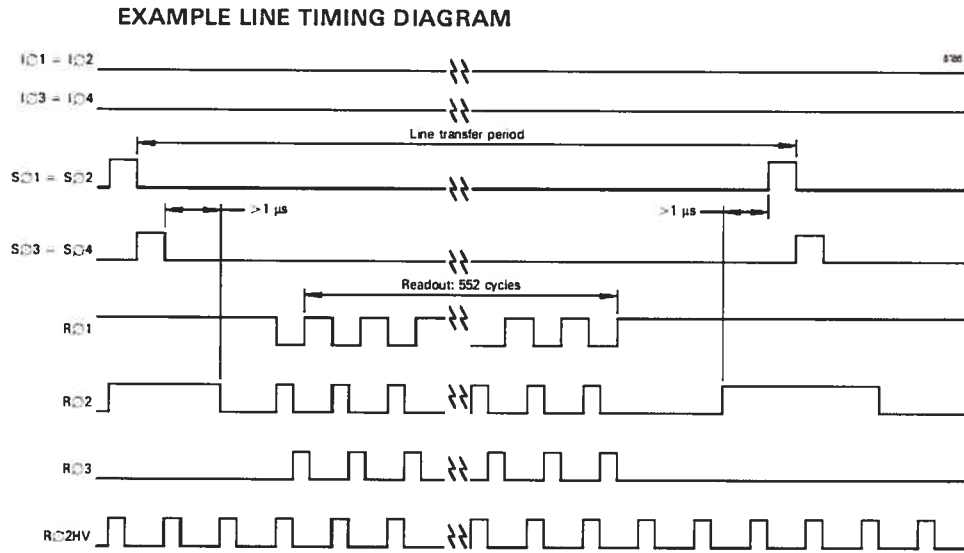 EXAMPLE LINE TIMING DIAGRAM
IØ1 = IØ2
IØ3 = IØ4
Line transfer period
SØ1 = SØ2
>1 μs
>1 μs
SØ3 = SØ4
Readout: 552 cycles
RØ1
RØ2
RØ3
RØ2HV